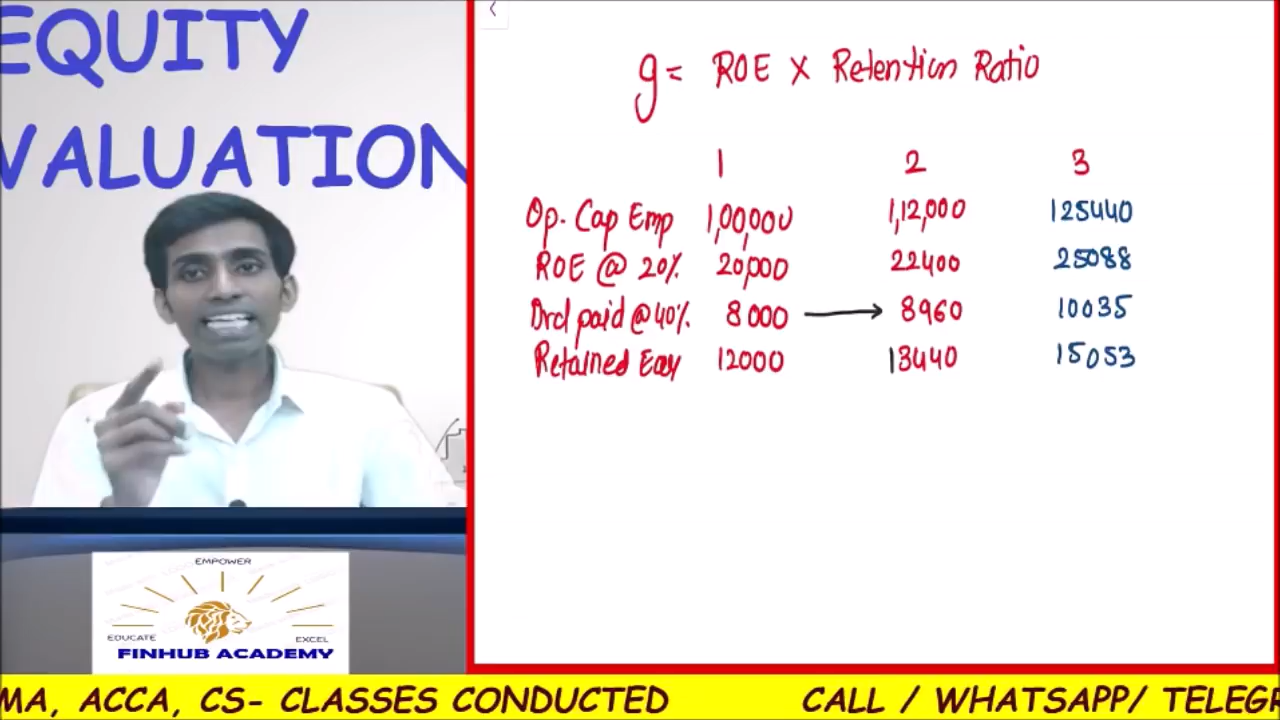 EQUITY
VALUATION
g = ROE × Retention Ratio
1 2 3
Op. Cap Emp 1,00,000 1,12,000 125440
ROE @ 20% 20,000 22400 25088
Drd paid @ 40% 8000 → 8960 10035
Retained Eary 12000 13440 15053
EMPOWER
EDUCATE EXCEL
FINHUB ACADEMY
MA, ACCA, CS- CLASSES CONDUCTED CALL / WHATSAPP/ TELEGR